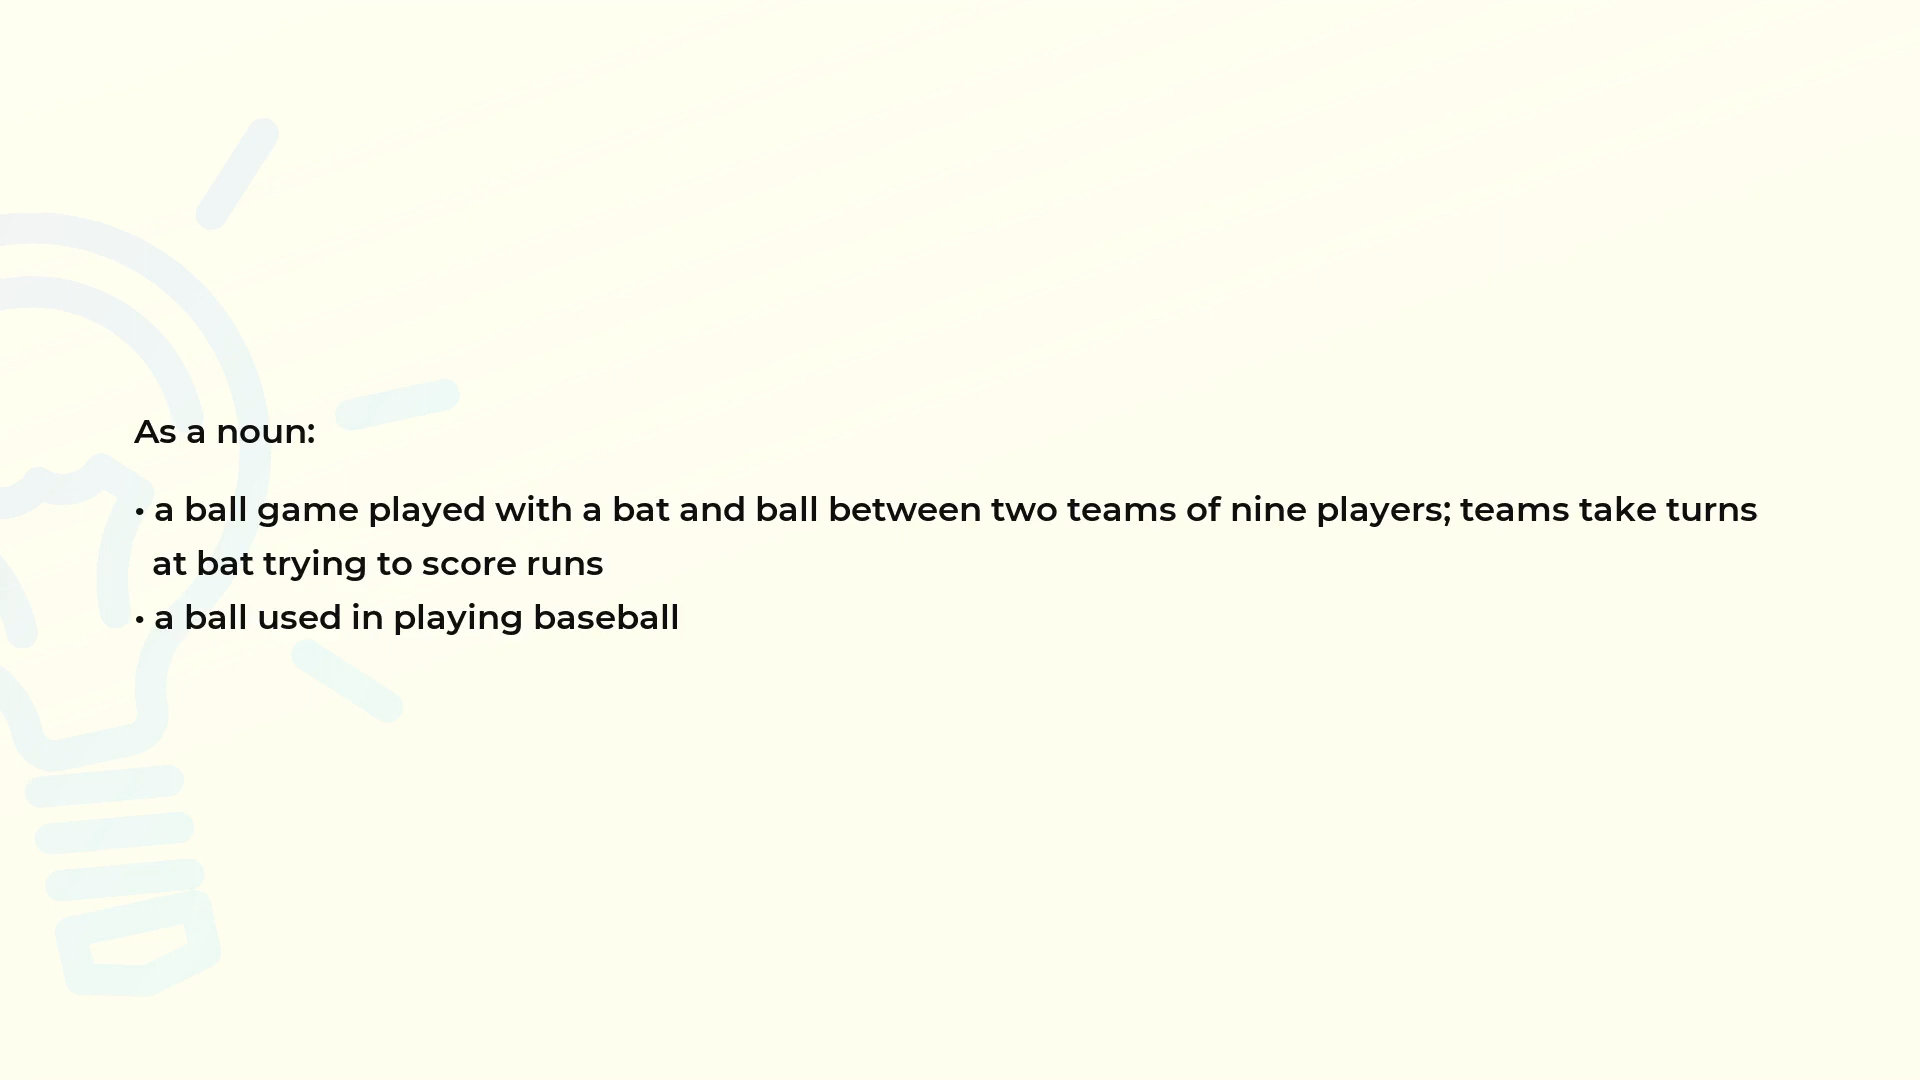 As a noun:
• a ball game played with a bat and ball between two teams of nine players; teams take turns
at bat trying to score runs
• a ball used in playing baseball